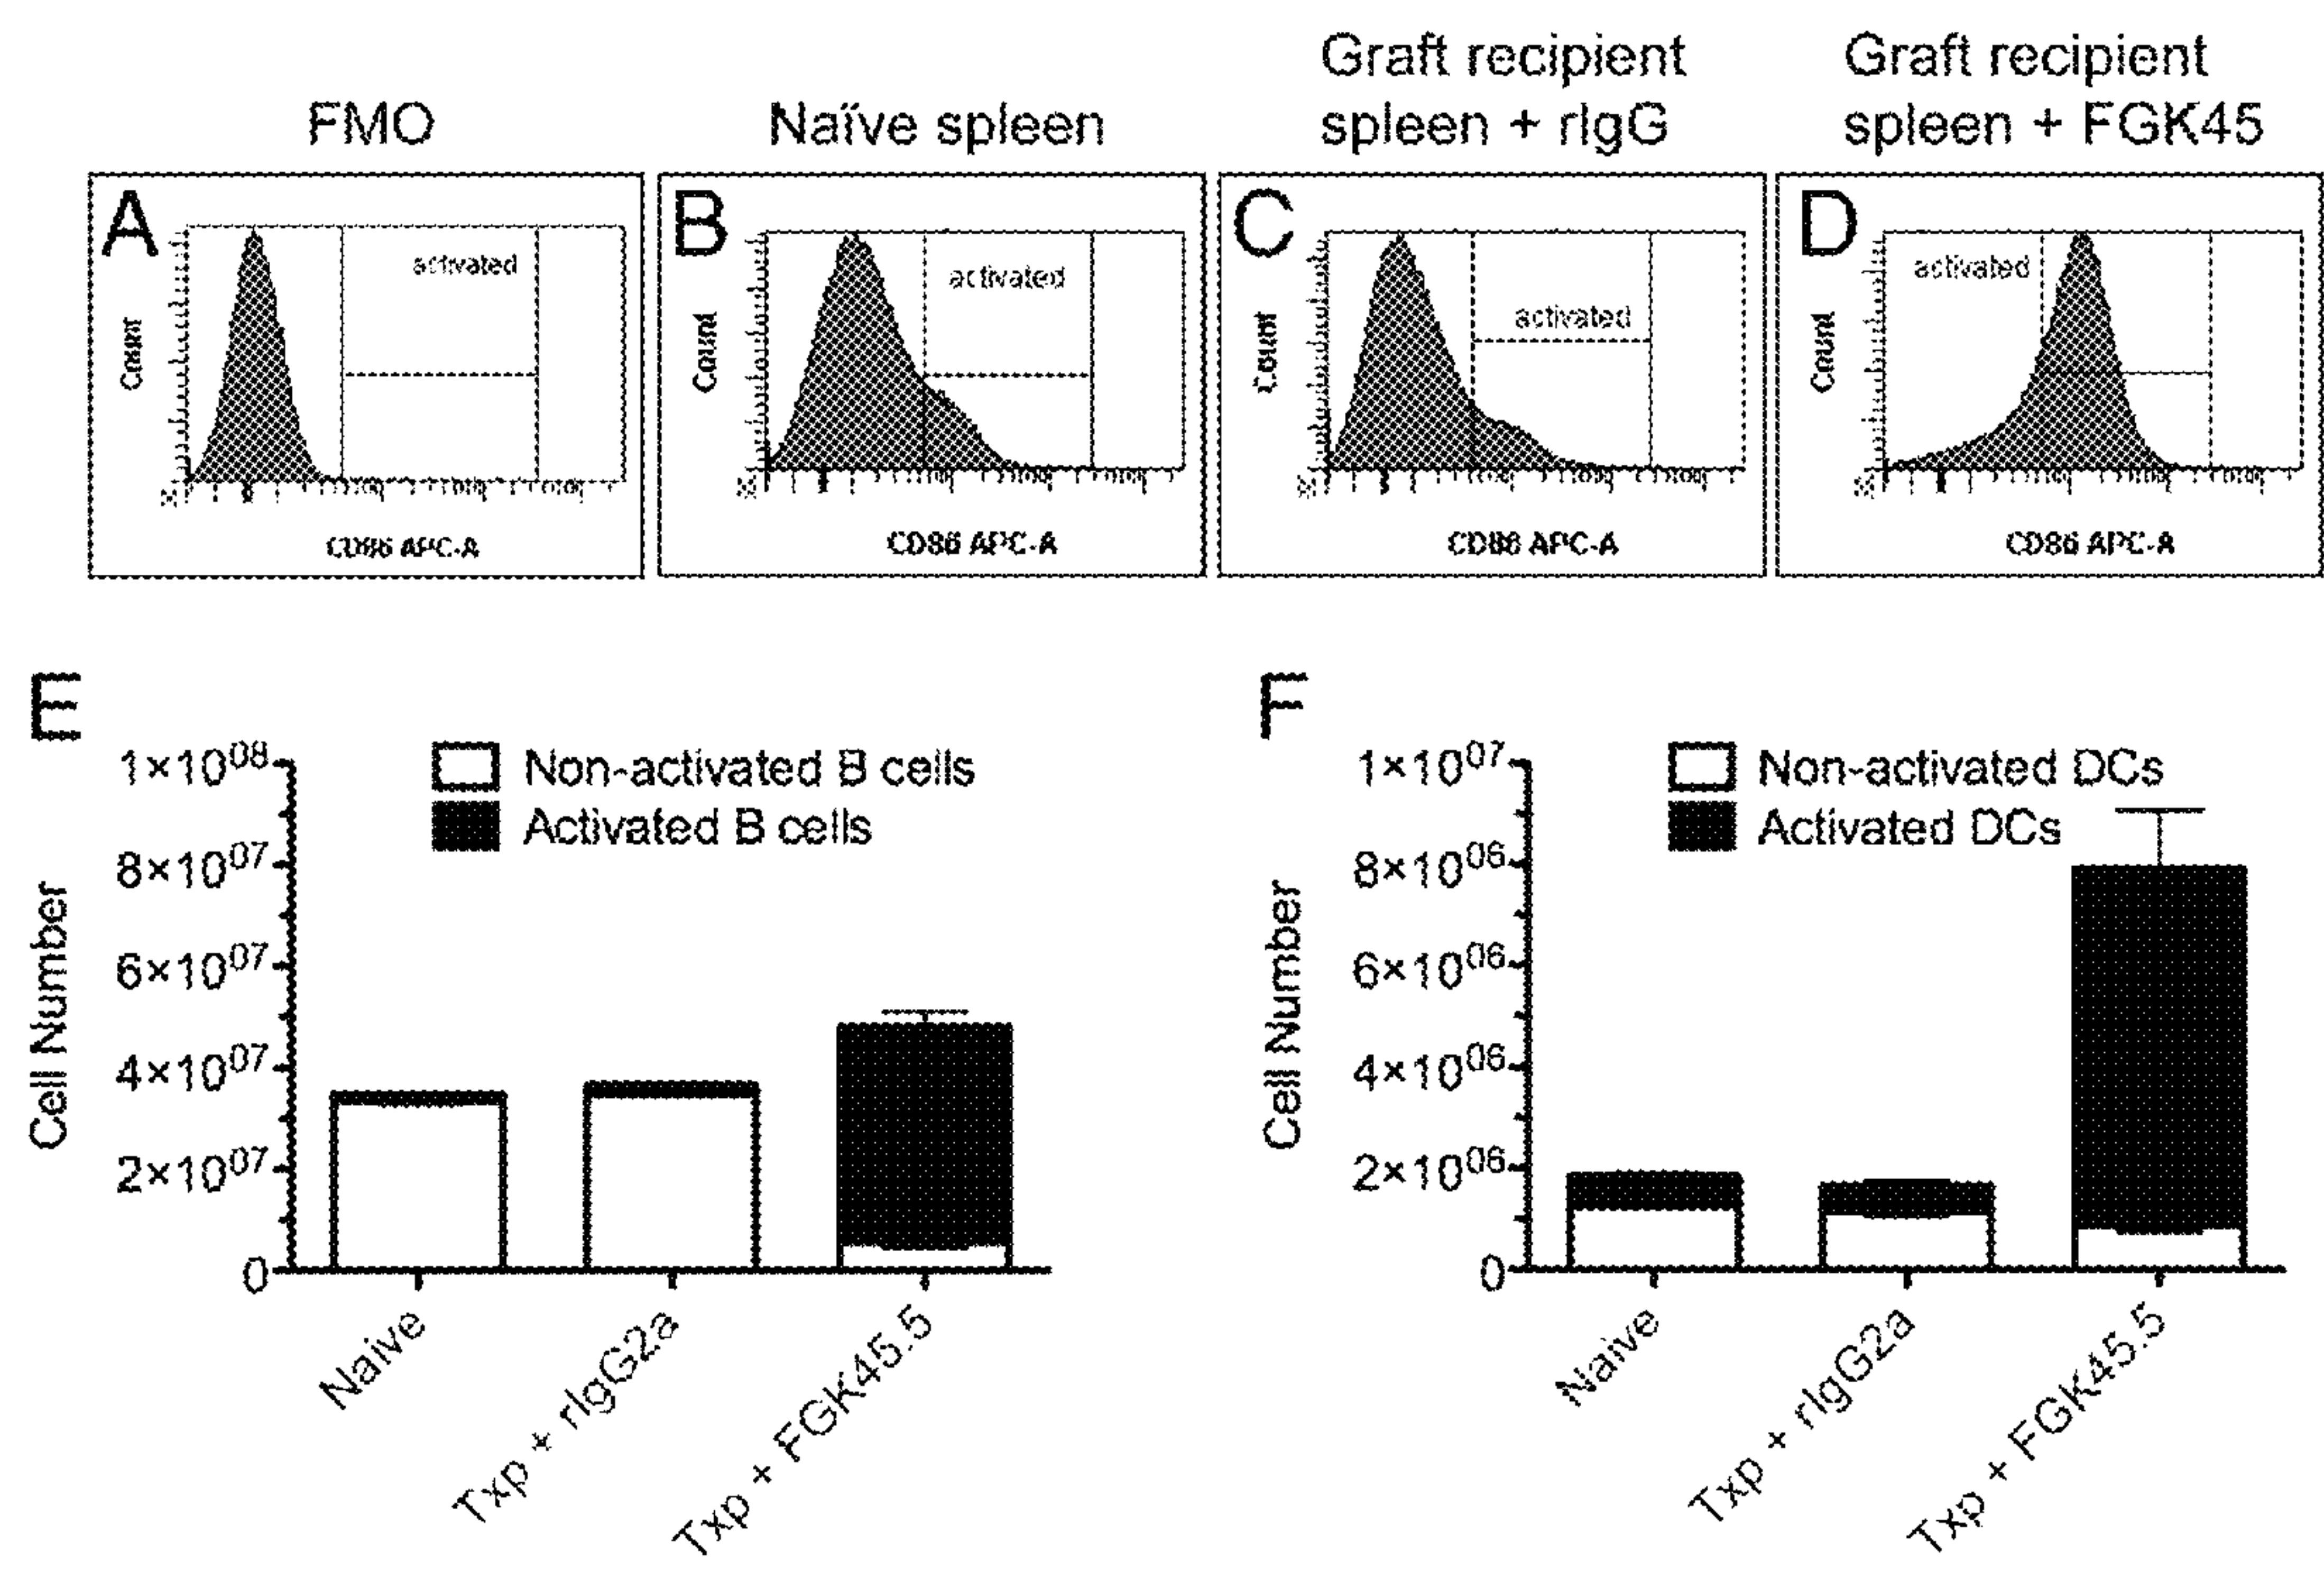 FMO
Naïve spleen
Graft recipient
spleen + rIgG
Graft recipient
spleen + FGK45
A
activated
Count
CD86 APC-A
B
activated
Count
CD86 APC-A
C
activated
Count
CD86 APC-A
D
activated
Count
CD86 APC-A
E
Non-activated B cells
Activated B cells
Cell Number
1×10^08
8×10^07
6×10^07
4×10^07
2×10^07
0
Naive
Txp + rIgG2a
Txp + FGK45.5
F
Non-activated DCs
Activated DCs
Cell Number
1×10^07
8×10^06
6×10^06
4×10^06
2×10^06
0
Naive
Txp + rIgG2a
Txp + FGK45.5